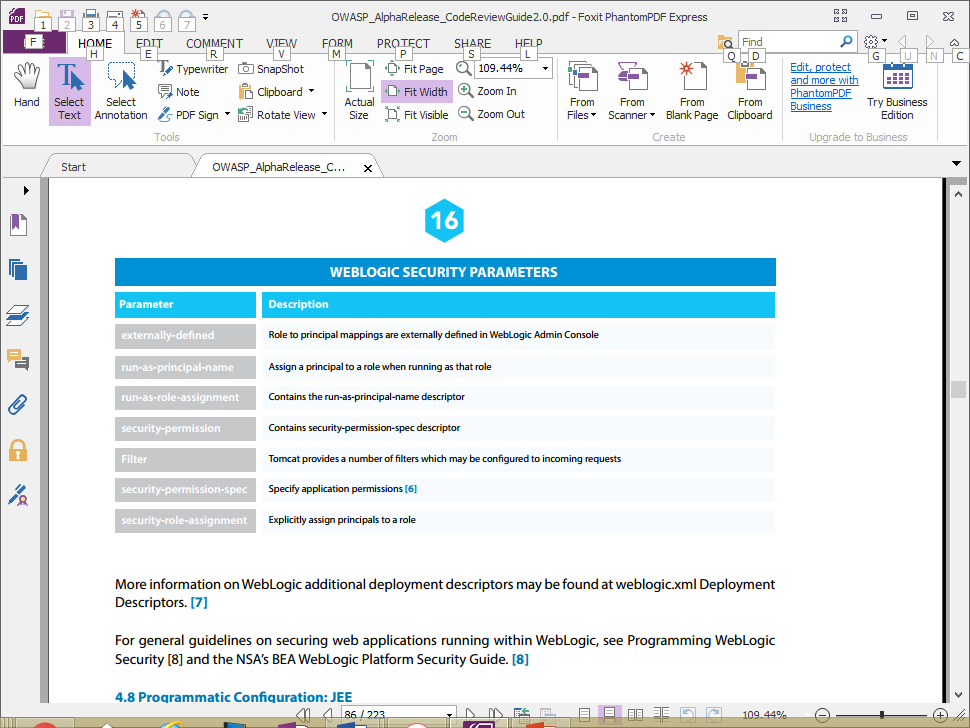 PDF
1 2 3 4 5 6 7
OWASP_AlphaRelease_CodeReviewGuide2.0.pdf - Foxit PhantomPDF Express
F
HOME EDIT COMMENT VIEW FORM PROTECT SHARE HELP
Find
H E R V M P S L Q D G U N C
Hand
Select Text
Select Annotation
Typewriter
Note
PDF Sign
SnapShot
Clipboard
Rotate View
Tools
Actual Size
Fit Page
Fit Width
Fit Visible
109.44%
Zoom In
Zoom Out
Zoom
From Files
From Scanner
From Blank Page
From Clipboard
Create
Edit, protect
and more with
PhantomPDF
Business
Try Business Edition
Upgrade to Business
Start
OWASP_AlphaRelease_C...
16
WEBLOGIC SECURITY PARAMETERS
Parameter Description
externally-defined Role to principal mappings are externally defined in WebLogic Admin Console
run-as-principal-name Assign a principal to a role when running as that role
run-as-role-assignment Contains the run-as-principal-name descriptor
security-permission Contains security-permission-spec descriptor
Filter Tomcat provides a number of filters which may be configured to incoming requests
security-permission-spec Specify application permissions [6]
security-role-assignment Explicitly assign principals to a role
More information on WebLogic additional deployment descriptors may be found at weblogic.xml Deployment
Descriptors. [7]
For general guidelines on securing web applications running within WebLogic, see Programming WebLogic
Security [8] and the NSA's BEA WebLogic Platform Security Guide. [8]
4.8 Programmatic Configuration: JEE
86 / 223
109.44%